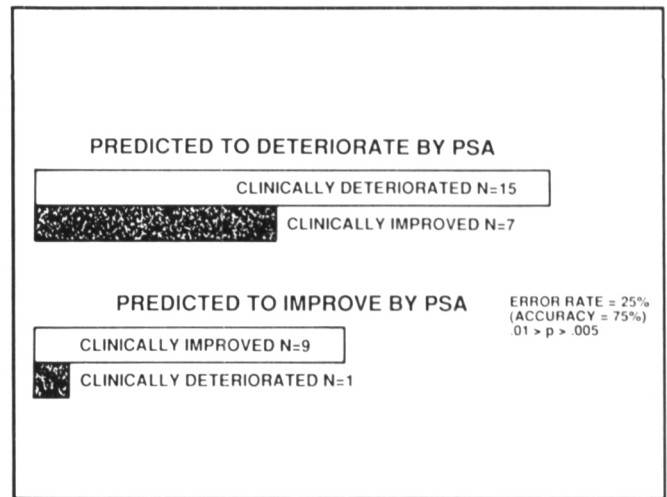 PREDICTED TO DETERIORATE BY PSA
CLINICALLY DETERIORATED N=15
CLINICALLY IMPROVED N=7
PREDICTED TO IMPROVE BY PSA
ERROR RATE = 25%
(ACCURACY = 75%)
.01 > p > .005
CLINICALLY IMPROVED N=9
CLINICALLY DETERIORATED N=1